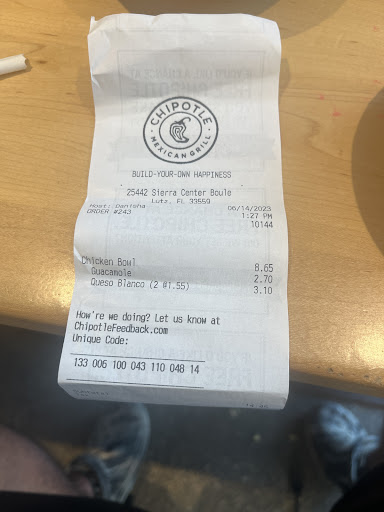 CHIPOTLE
MEXICAN GRILL
BUILD-YOUR-OWN HAPPINESS
25442 Sierra Center Boule
Lutz, FL 33559
Host: Danisha 06/14/2023
ORDER #243 1:27 PM
10144
Chicken Bowl 8.65
Guacamole 2.70
Queso Blanco (2 @1.55) 3.10
How're we doing? Let us know at
ChipotleFeedback.com
Unique Code:
133 006 100 043 110 048 14